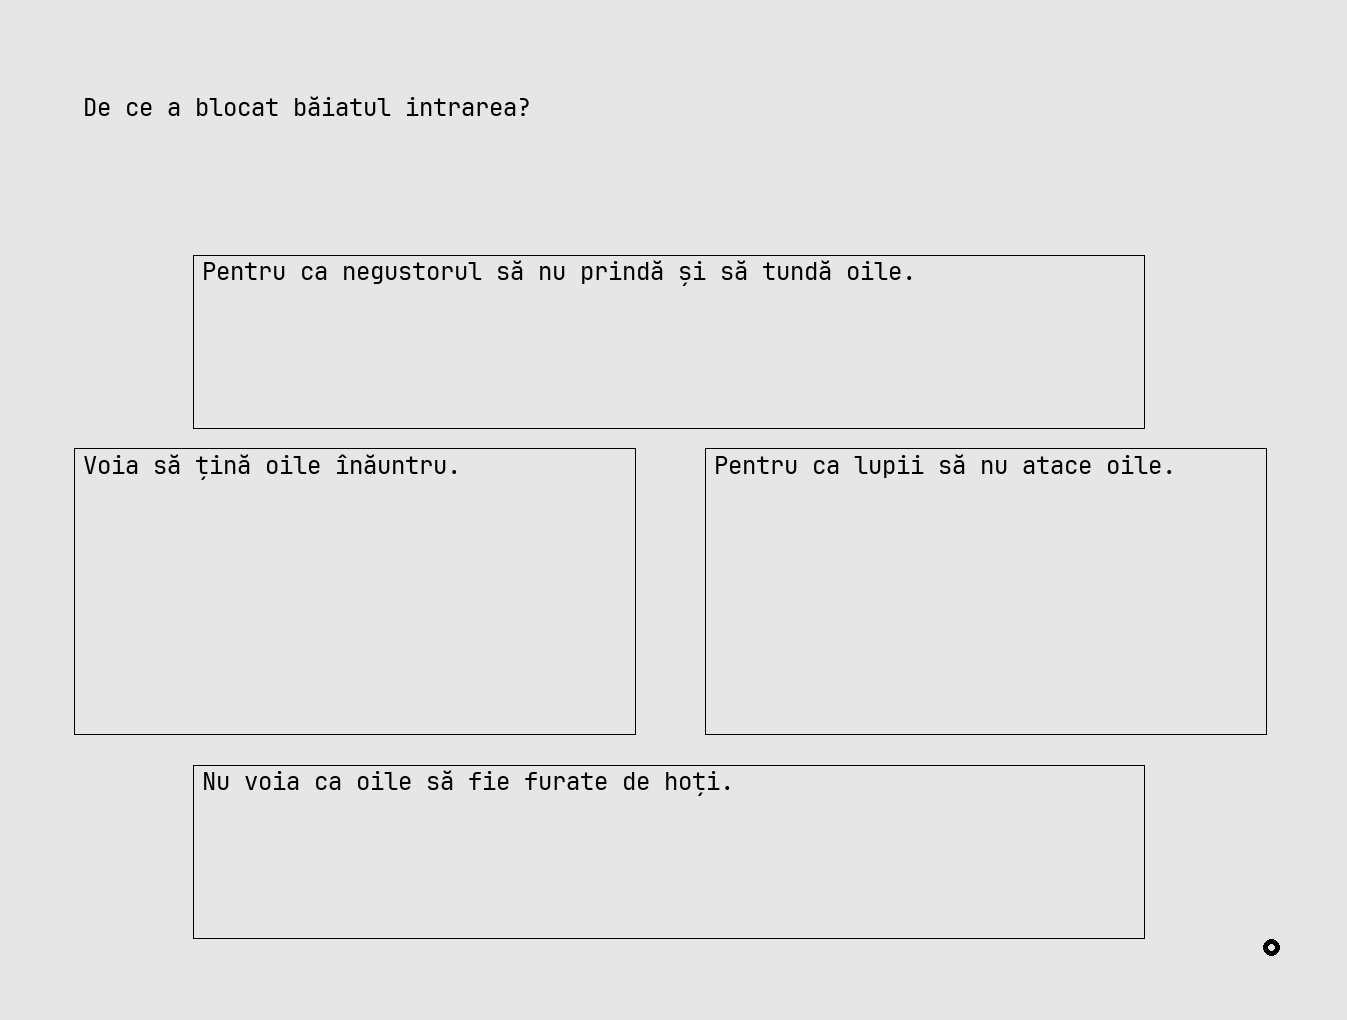 De ce a blocat băiatul intrarea?
Pentru ca negustorul să nu prindă și să tundă oile.
Voia să țină oile înăuntru.
Pentru ca lupii să nu atace oile.
Nu voia ca oile să fie furate de hoți.